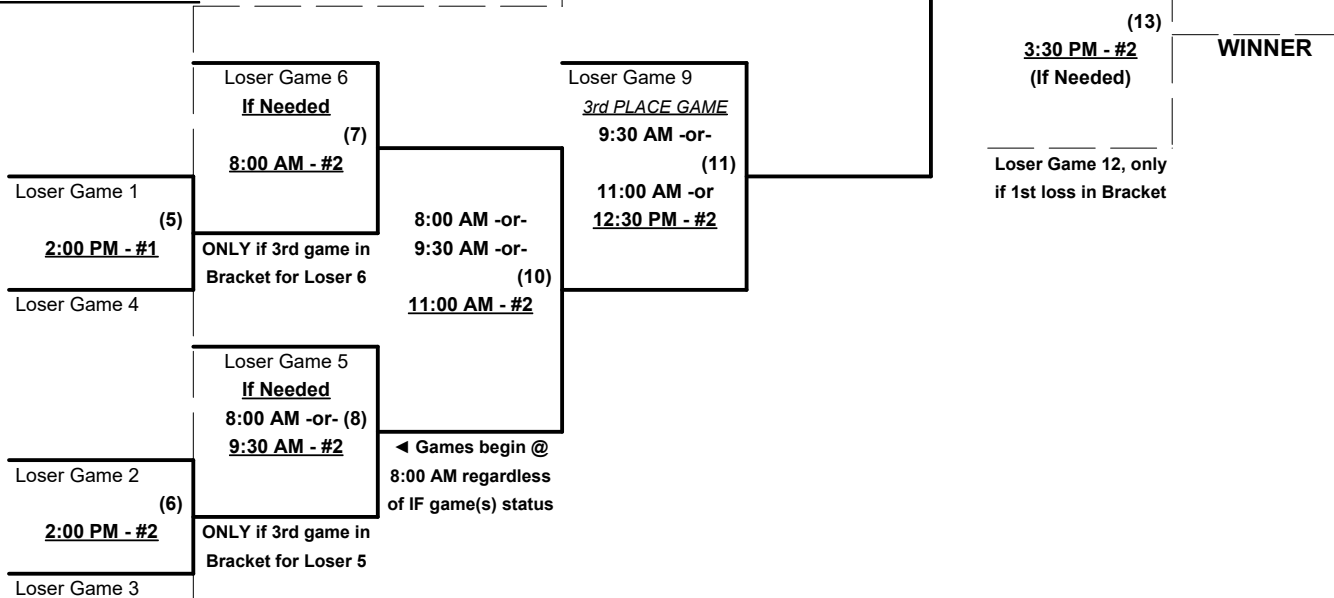 (13)
3:30 PM - #2
(If Needed)
WINNER
Loser Game 12, only
if 1st loss in Bracket
Loser Game 6
If Needed
(7)
8:00 AM - #2
Loser Game 9
3rd PLACE GAME
9:30 AM -or-
(11)
11:00 AM -or
12:30 PM - #2
Loser Game 1
(5)
2:00 PM - #1
Loser Game 4
ONLY if 3rd game in
Bracket for Loser 6
8:00 AM -or-
9:30 AM -or-
(10)
11:00 AM - #2
Loser Game 5
If Needed
8:00 AM -or- (8)
9:30 AM - #2
◄ Games begin @
8:00 AM regardless
of IF game(s) status
Loser Game 2
(6)
2:00 PM - #2
Loser Game 3
ONLY if 3rd game in
Bracket for Loser 5